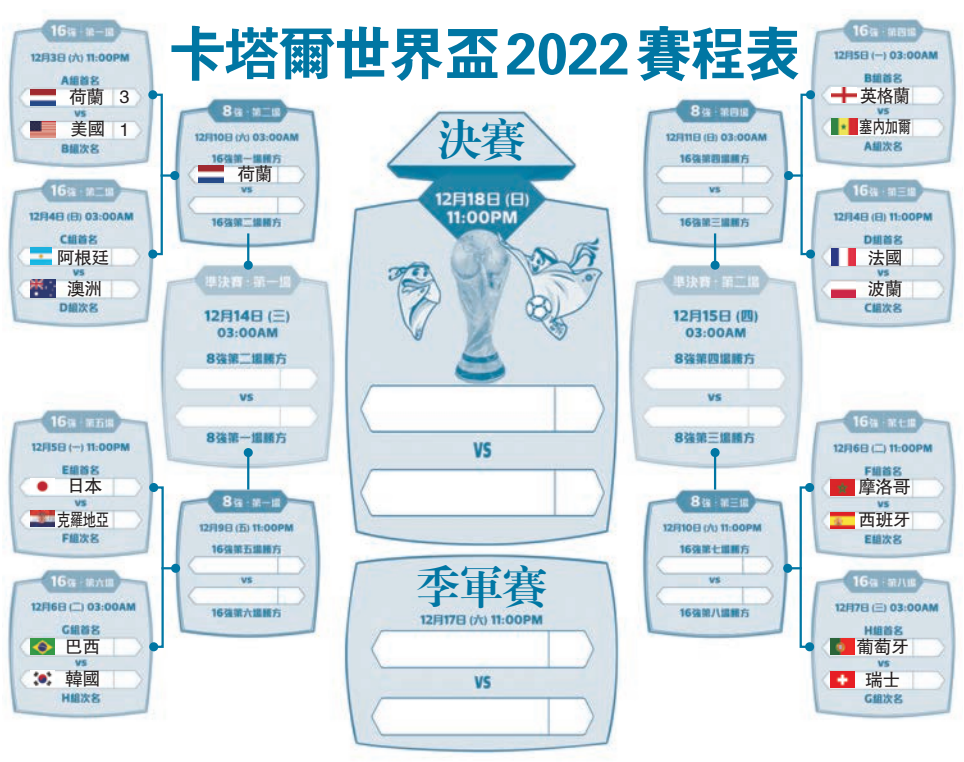 卡塔爾世界盃2022賽程表
16強·第一場
12月3日(六) 11:00PM
A組首名
荷蘭 3
vs
美國 1
B組次名
16強·第二場
12月4日(日) 03:00AM
C組首名
阿根廷
vs
澳洲
D組次名
8強·第二場
12月10日(六) 03:00AM
16強第一場勝方
荷蘭
vs
16強第二場勝方
準決賽·第一場
12月14日(三)
03:00AM
8強第二場勝方
vs
8強第一場勝方
16強·第五場
12月5日(一) 11:00PM
E組首名
日本
vs
克羅地亞
F組次名
16強·第六場
12月6日(二) 03:00AM
G組首名
巴西
vs
韓國
H組次名
8強·第一場
12月9日(五) 11:00PM
16強第五場勝方
vs
16強第六場勝方
決賽
12月18日(日)
11:00PM
VS
季軍賽
12月17日(六) 11:00PM
VS
16強·第四場
12月5日(一) 03:00AM
B組首名
英格蘭
vs
塞內加爾
A組次名
16強·第三場
12月4日(日) 11:00PM
D組首名
法國
vs
波蘭
C組次名
8強·第四場
12月11日(日) 03:00AM
16強第四場勝方
vs
16強第三場勝方
準決賽·第二場
12月15日(四)
03:00AM
8強第四場勝方
vs
8強第三場勝方
16強·第七場
12月6日(二) 11:00PM
F組首名
摩洛哥
vs
西班牙
E組次名
16強·第八場
12月7日(三) 03:00AM
H組首名
葡萄牙
vs
瑞士
G組次名
8強·第三場
12月10日(六) 11:00PM
16強第七場勝方
vs
16強第八場勝方